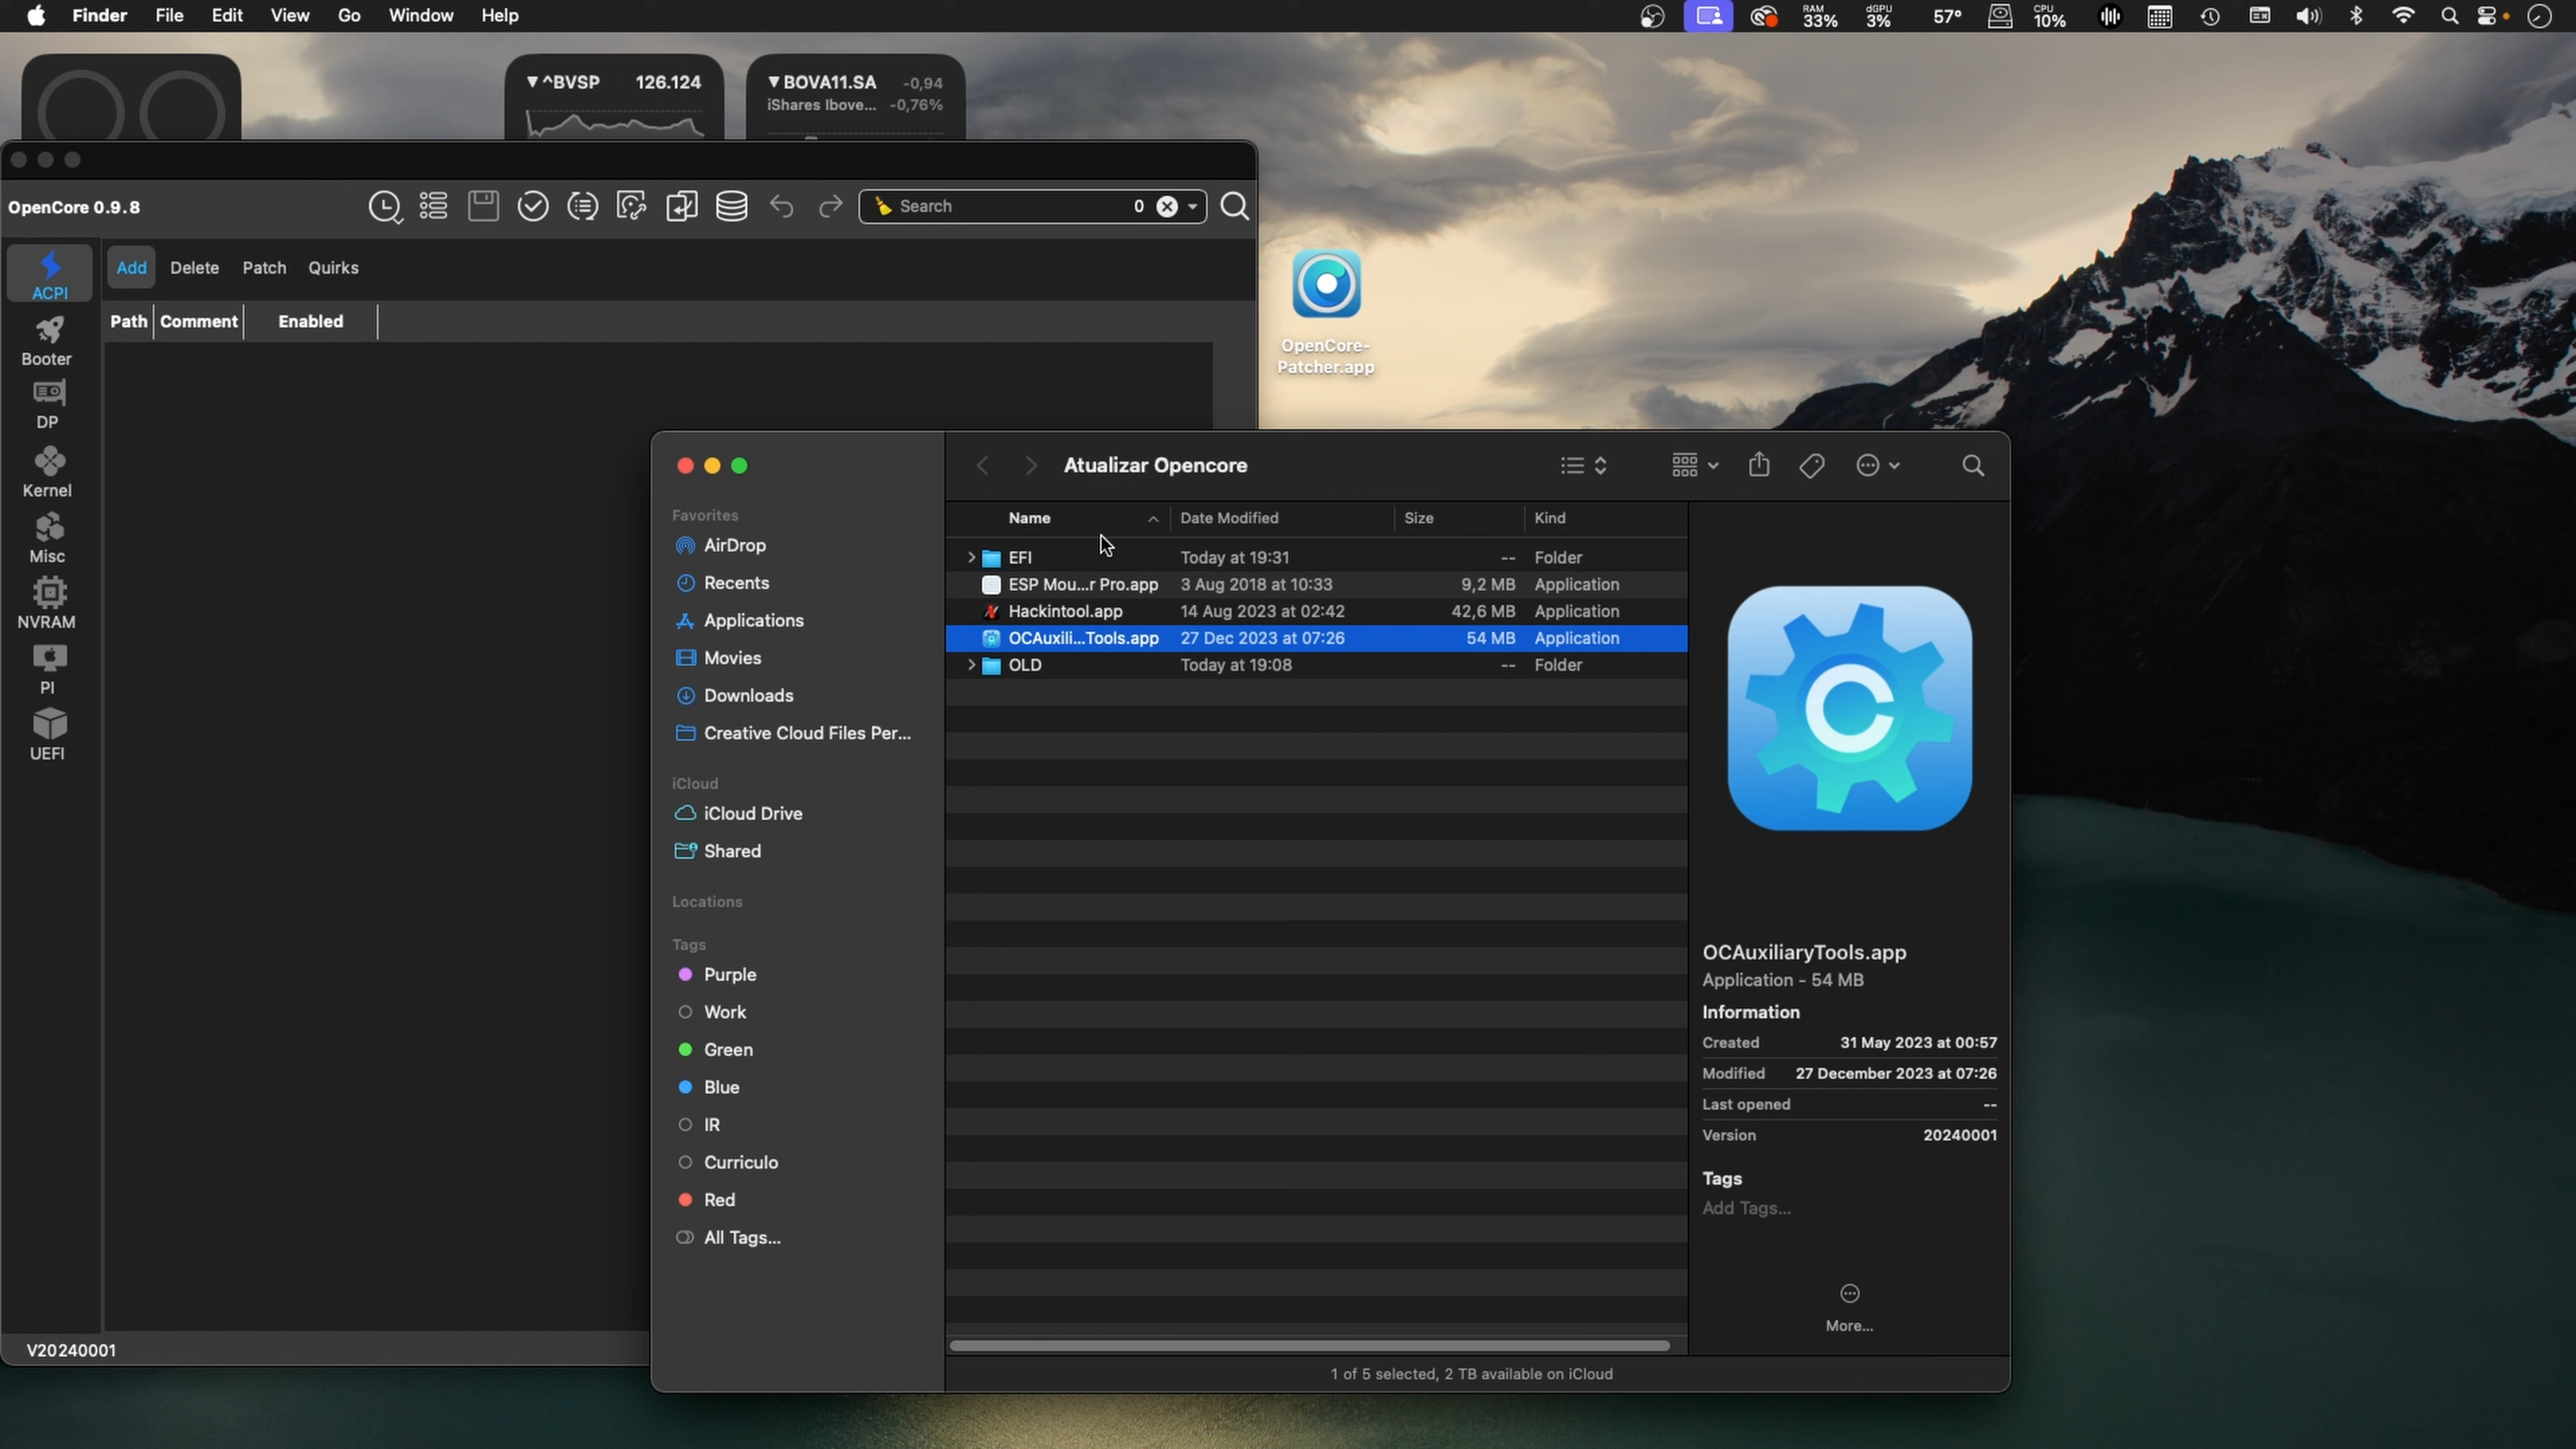 Finder File Edit View Go Window Help
RAM 33% dGPU 3% 57° CPU 10%
▼ ^BVSP 126.124
▼ BOVA11.SA -0,94
iShares Ibove... -0,76%
OpenCore 0.9.8
Search 0
ACPI
Booter
DP
Kernel
Misc
NVRAM
PI
UEFI
Add Delete Patch Quirks
Path Comment Enabled
V20240001
OpenCore-
Patcher.app
Atualizar Opencore
Favorites
AirDrop
Recents
Applications
Movies
Downloads
Creative Cloud Files Per...
iCloud
iCloud Drive
Shared
Locations
Tags
Purple
Work
Green
Blue
IR
Curriculo
Red
All Tags...
Name Date Modified Size Kind
EFI Today at 19:31 -- Folder
ESP Mou...r Pro.app 3 Aug 2018 at 10:33 9,2 MB Application
Hackintool.app 14 Aug 2023 at 02:42 42,6 MB Application
OCAuxili...Tools.app 27 Dec 2023 at 07:26 54 MB Application
OLD Today at 19:08 -- Folder
OCAuxiliaryTools.app
Application - 54 MB
Information
Created 31 May 2023 at 00:57
Modified 27 December 2023 at 07:26
Last opened --
Version 20240001
Tags
Add Tags...
More...
1 of 5 selected, 2 TB available on iCloud